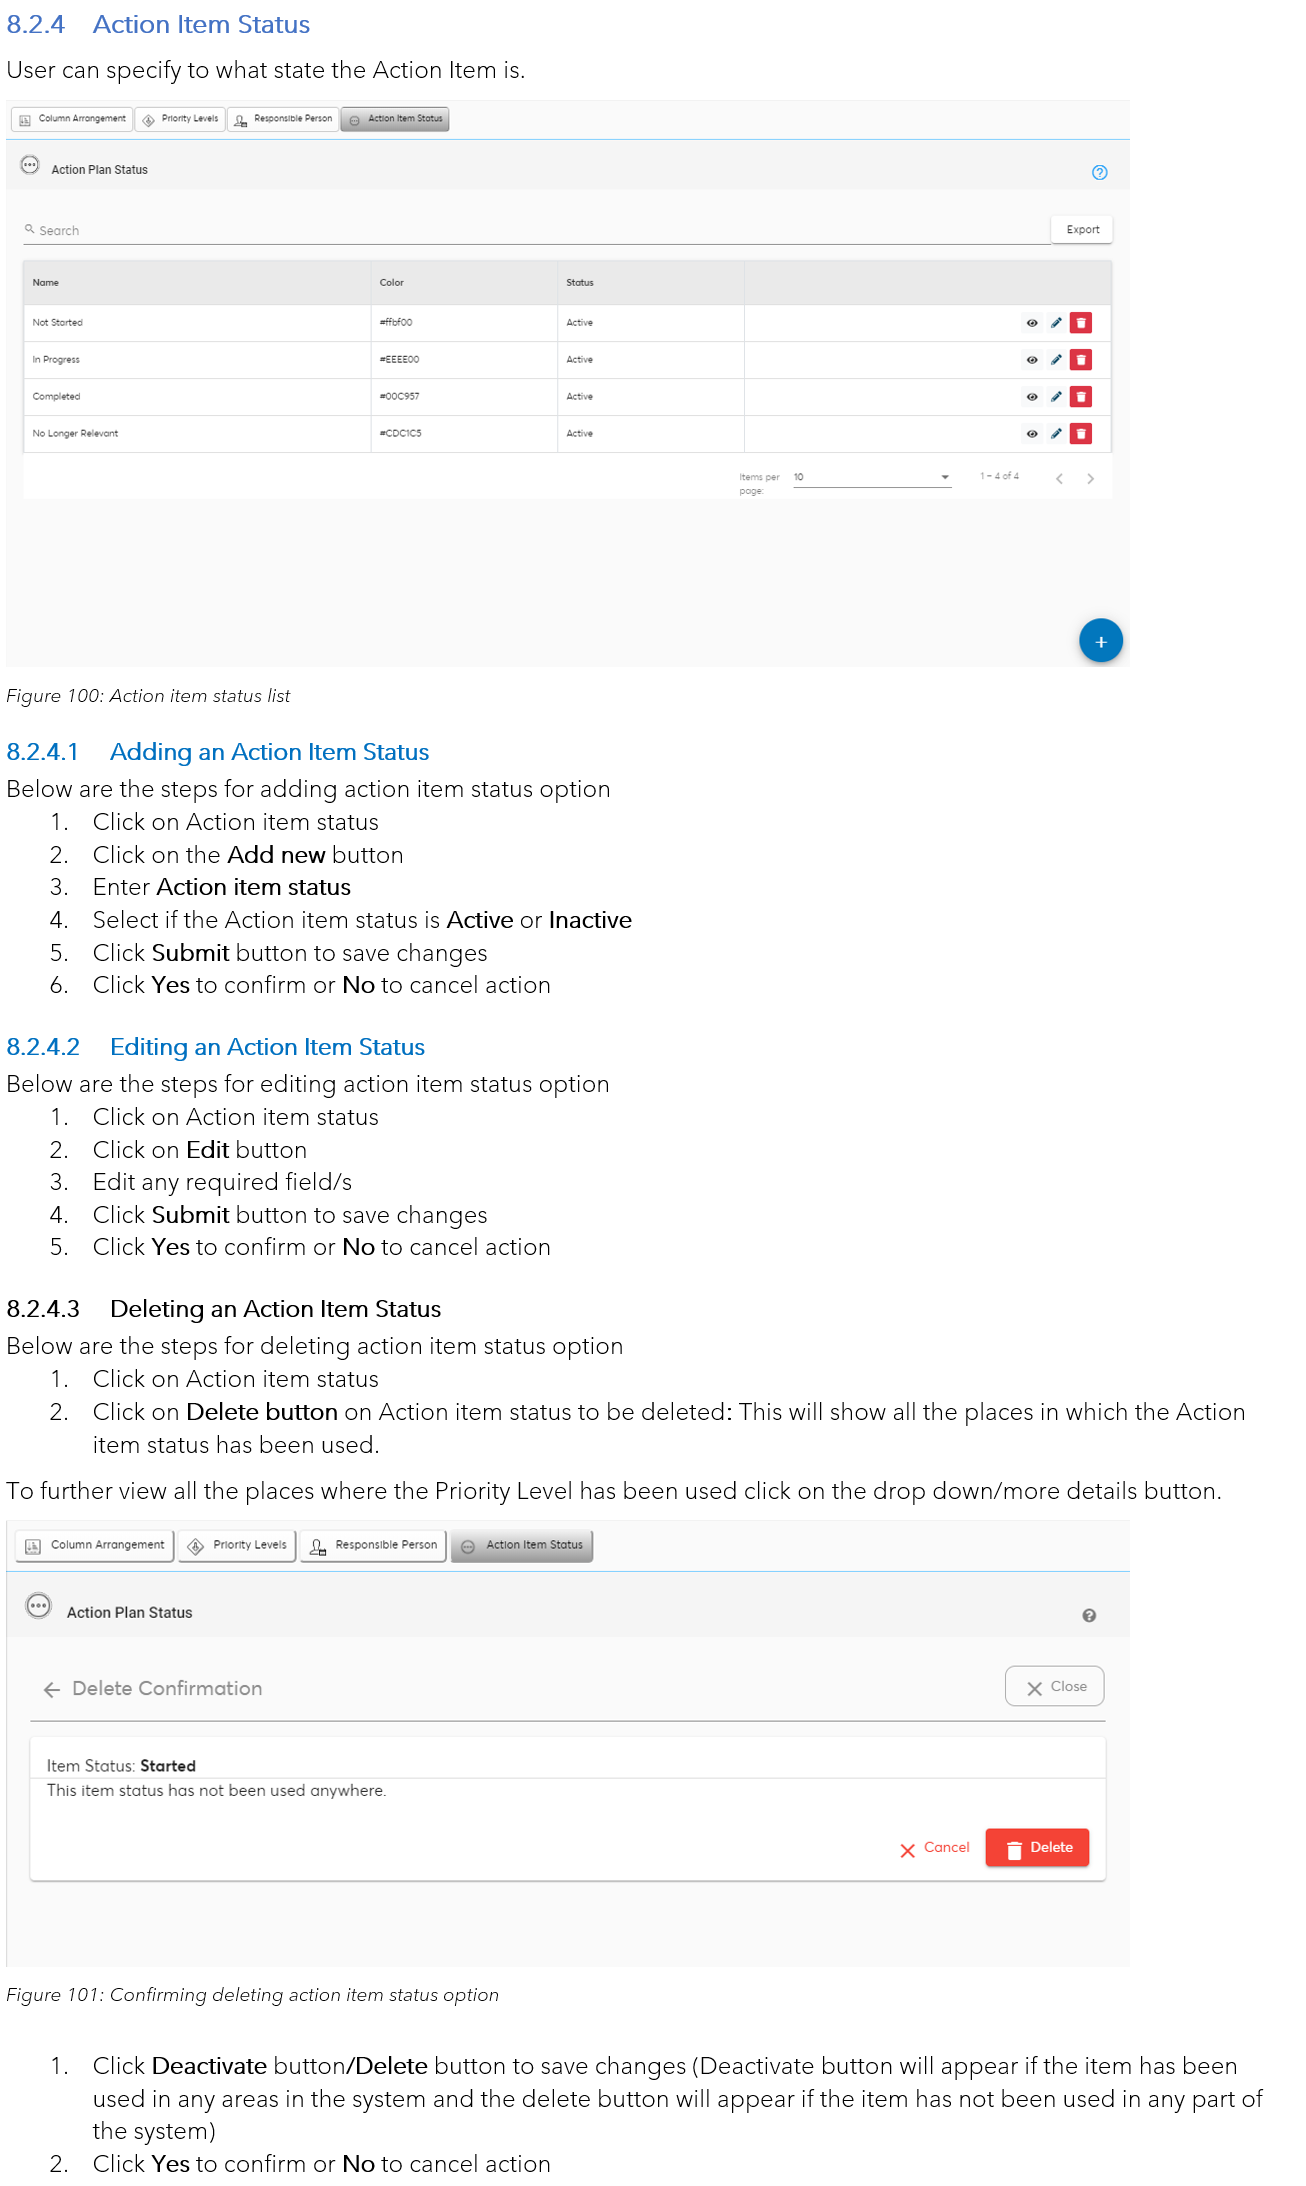 8.2.4 Action Item Status
User can specify to what state the Action Item is.
Column Arrangement Priority Levels Responsible Person Action Item Status
Action Plan Status
Search Export
Name Color Status
Not Started #ffbf00 Active
In Progress #EEEE00 Active
Completed #00C957 Active
No Longer Relevant #CDC1C5 Active
Items per page: 10 1 – 4 of 4
+
Figure 100: Action item status list
8.2.4.1 Adding an Action Item Status
Below are the steps for adding action item status option
1. Click on Action item status
2. Click on the Add new button
3. Enter Action item status
4. Select if the Action item status is Active or Inactive
5. Click Submit button to save changes
6. Click Yes to confirm or No to cancel action
8.2.4.2 Editing an Action Item Status
Below are the steps for editing action item status option
1. Click on Action item status
2. Click on Edit button
3. Edit any required field/s
4. Click Submit button to save changes
5. Click Yes to confirm or No to cancel action
8.2.4.3 Deleting an Action Item Status
Below are the steps for deleting action item status option
1. Click on Action item status
2. Click on Delete button on Action item status to be deleted: This will show all the places in which the Action
item status has been used.
To further view all the places where the Priority Level has been used click on the drop down/more details button.
Column Arrangement Priority Levels Responsible Person Action Item Status
Action Plan Status
Delete Confirmation Close
Item Status: Started
This item status has not been used anywhere.
Cancel Delete
Figure 101: Confirming deleting action item status option
1. Click Deactivate button/Delete button to save changes (Deactivate button will appear if the item has been
used in any areas in the system and the delete button will appear if the item has not been used in any part of
the system)
2. Click Yes to confirm or No to cancel action